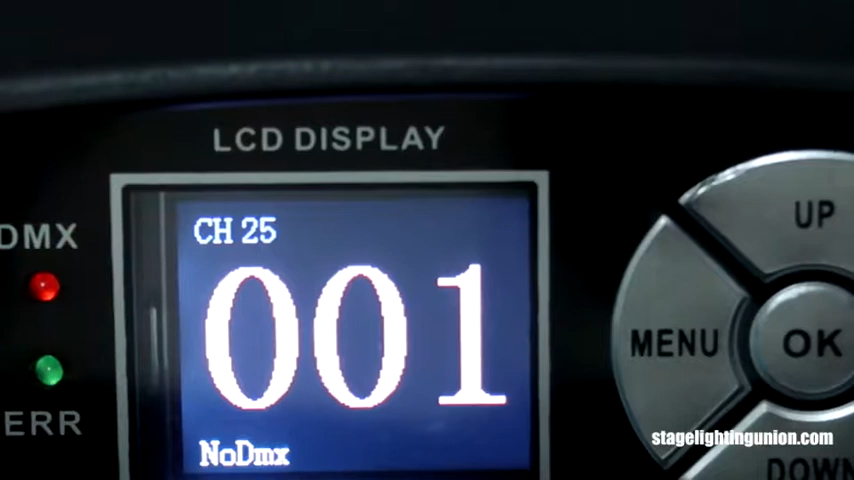 LCD DISPLAY
DMX
CH 25
001
NoDmx
ERR
UP
MENU
OK
DOWN
stagelightingunion.com